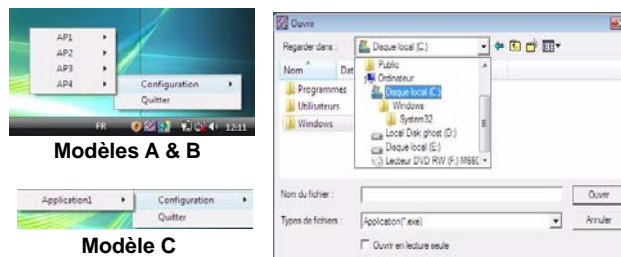 AP1
AP2
AP3
AP4
Configuration
Quitter
FR
12:11
Modèles A & B
Application1
Configuration
Quitter
Modèle C
Ouvrir
Regarder dans :
Disque local (C:)
Nom
Dat
Programmes
Utilisateurs
Windows
Public
Ordinateur
Disque local (C:)
Windows
System32
Local Disk ghost (D:)
Disque local (E:)
Lecteur DVD RW (F:)
Nom du fichier :
Ouvrir
Types de fichiers :
Application(*.exe)
Annuler
Ouvrir en lecture seule